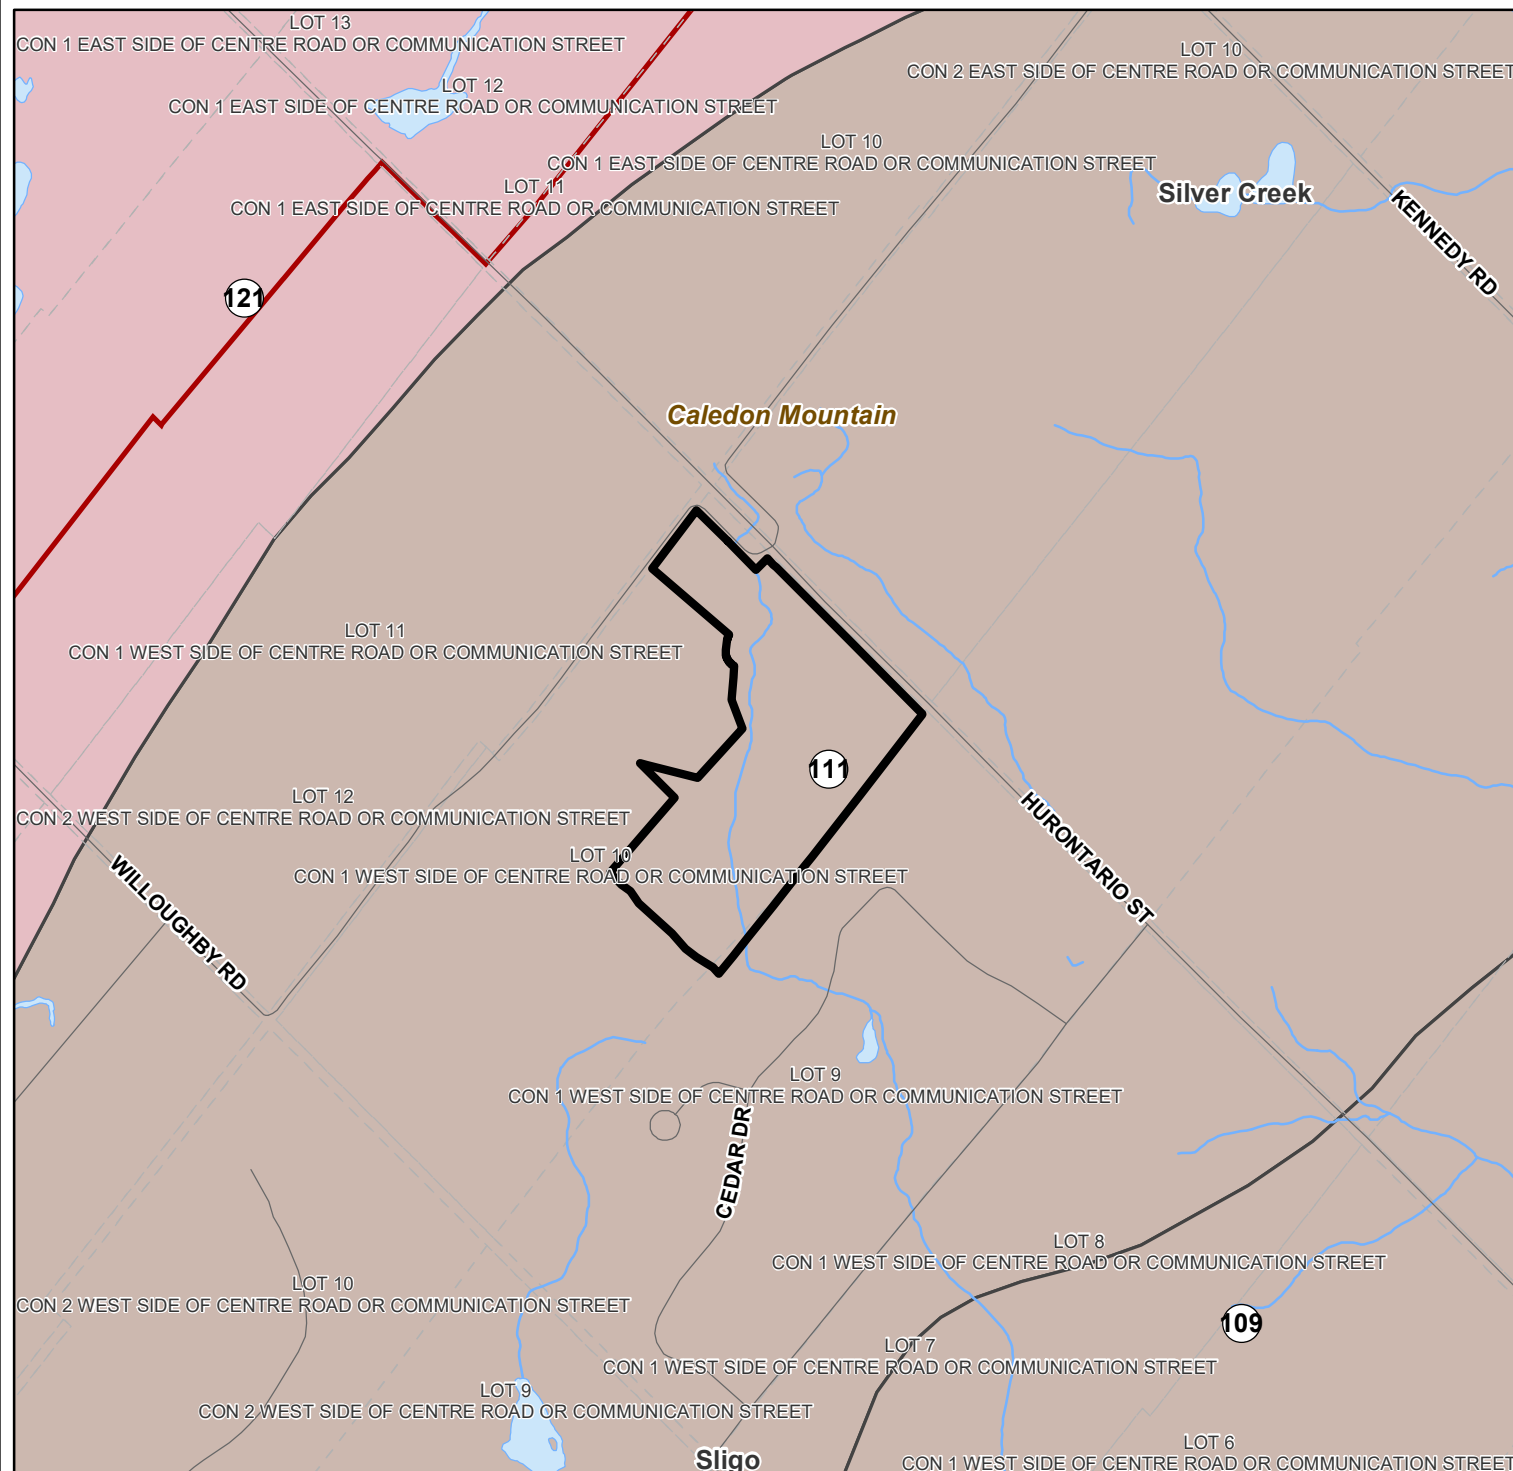 LOT 13
CON 1 EAST SIDE OF CENTRE ROAD OR COMMUNICATION STREET
LOT 10
CON 2 EAST SIDE OF CENTRE ROAD OR COMMUNICATION STREET
LOT 12
CON 1 EAST SIDE OF CENTRE ROAD OR COMMUNICATION STREET
LOT 10
CON 1 EAST SIDE OF CENTRE ROAD OR COMMUNICATION STREET
LOT 11
CON 1 EAST SIDE OF CENTRE ROAD OR COMMUNICATION STREET
Silver Creek
KENNEDY RD
121
Caledon Mountain
LOT 11
CON 1 WEST SIDE OF CENTRE ROAD OR COMMUNICATION STREET
111
LOT 12
CON 2 WEST SIDE OF CENTRE ROAD OR COMMUNICATION STREET
HURONTARIO ST
LOT 10
CON 1 WEST SIDE OF CENTRE ROAD OR COMMUNICATION STREET
WILLOUGHBY RD
LOT 9
CON 1 WEST SIDE OF CENTRE ROAD OR COMMUNICATION STREET
CEDAR DR
LOT 8
CON 1 WEST SIDE OF CENTRE ROAD OR COMMUNICATION STREET
LOT 10
CON 2 WEST SIDE OF CENTRE ROAD OR COMMUNICATION STREET
109
LOT 7
CON 1 WEST SIDE OF CENTRE ROAD OR COMMUNICATION STREET
LOT 9
CON 2 WEST SIDE OF CENTRE ROAD OR COMMUNICATION STREET
Sligo
LOT 6
CON 1 WEST SIDE OF CENTRE ROAD OR COMMUNICATION STREET